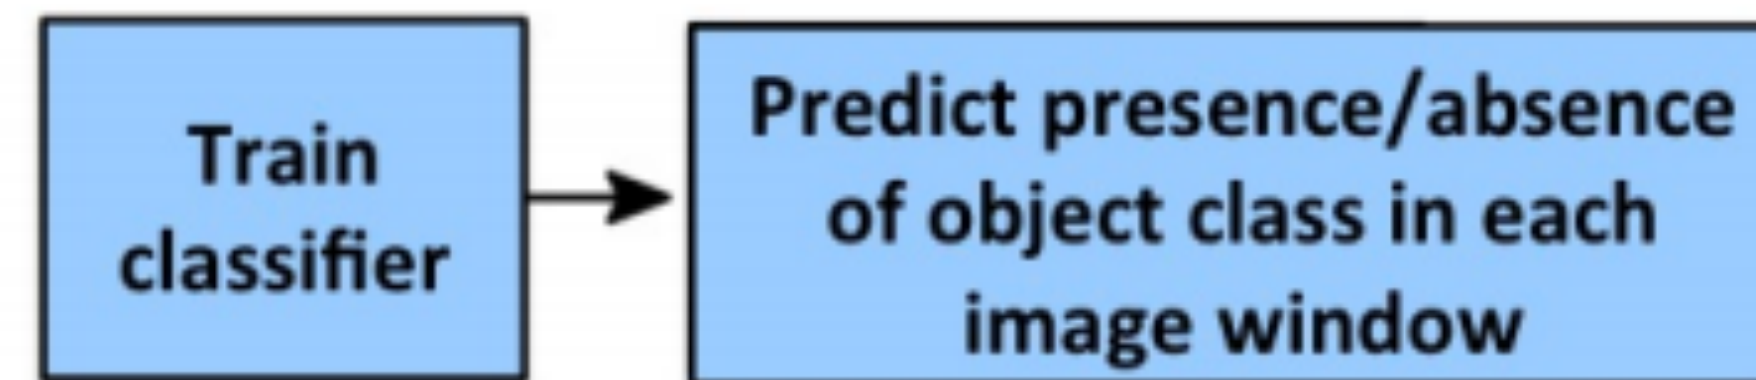 Train
classifier
Predict presence/absence
of object class in each
image window